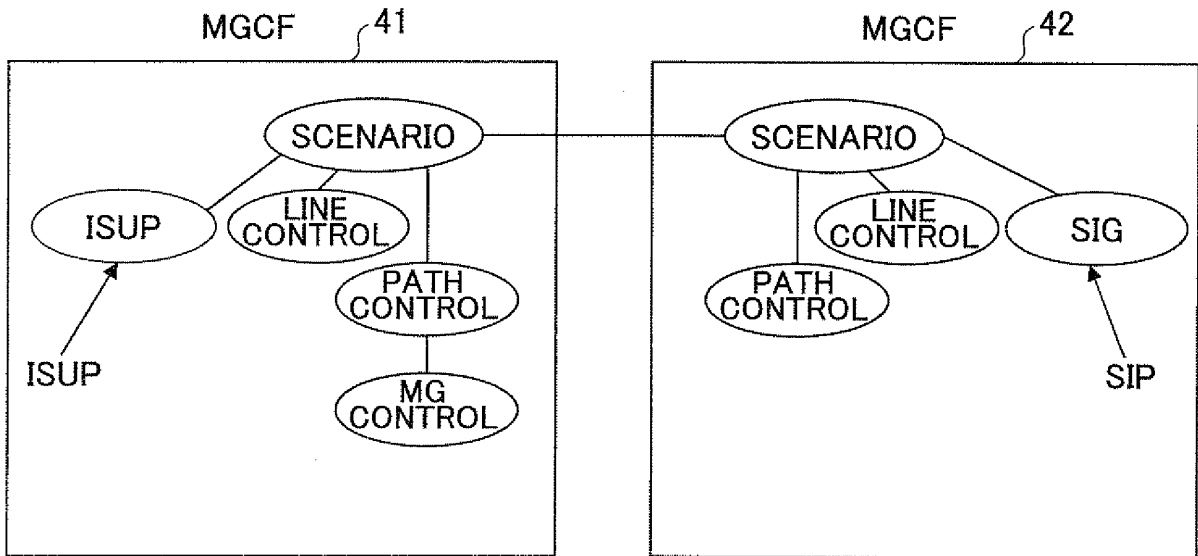 MGCF 41
MGCF 42
SCENARIO
ISUP
LINE
CONTROL
PATH
CONTROL
MG
CONTROL
ISUP
SCENARIO
LINE
CONTROL
SIG
PATH
CONTROL
SIP